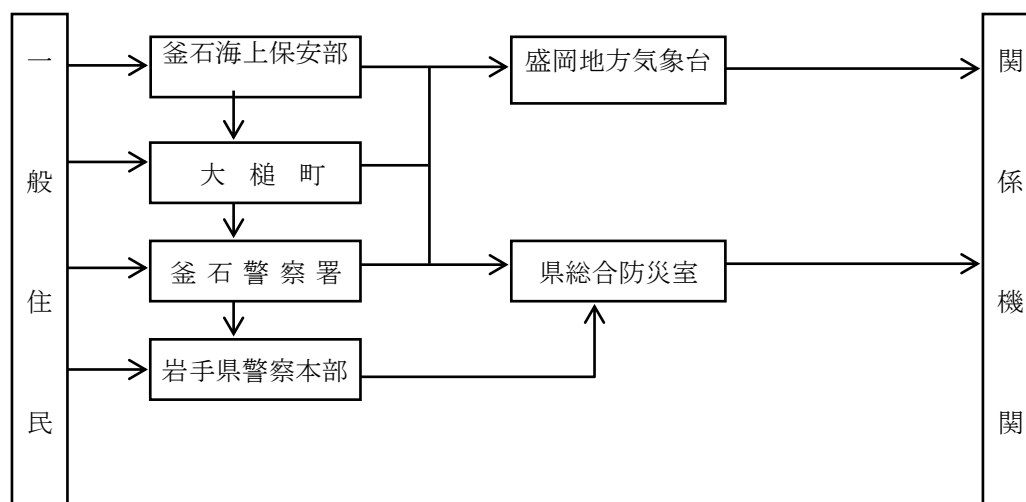 一般住民
釜石海上保安部
大槌町
釜石警察署
岩手県警察本部
盛岡地方気象台
県総合防災室
関係機関